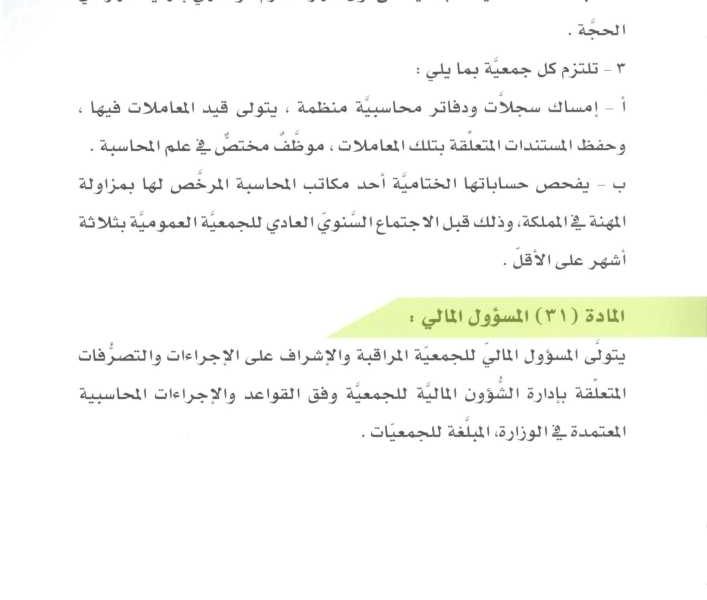 الحجَّة .
٣ – تلتزم كل جمعيَّة بما يلي :
أ – إمساك سجلاَّت ودفاتر محاسبيَّة منظمة ، يتولى قيد المعاملات فيها ،
وحفظ المستندات المتعلِّقة بتلك المعاملات ، موظَّفٌ مختصٌّ في علم المحاسبة .
ب – يفحص حساباتها الختاميَّة أحد مكاتب المحاسبة المرخَّص لها بمزاولة
المهنة في المملكة، وذلك قبل الاجتماع السَّنويَ العادي للجمعيَّة العموميَّة بثلاثة
أشهر على الأقلَ .
المادة (٣١) المسؤول المالي :
يتولَّى المسؤول الماليَ للجمعيَّة المراقبة والإشراف على الإجراءات والتصرُّفات
المتعلِّقة بإدارة الشُّؤون الماليَّة للجمعيَّة وفق القواعد والإجراءات المحاسبية
المعتمدة في الوزارة، المبلَّغة للجمعيَّات .